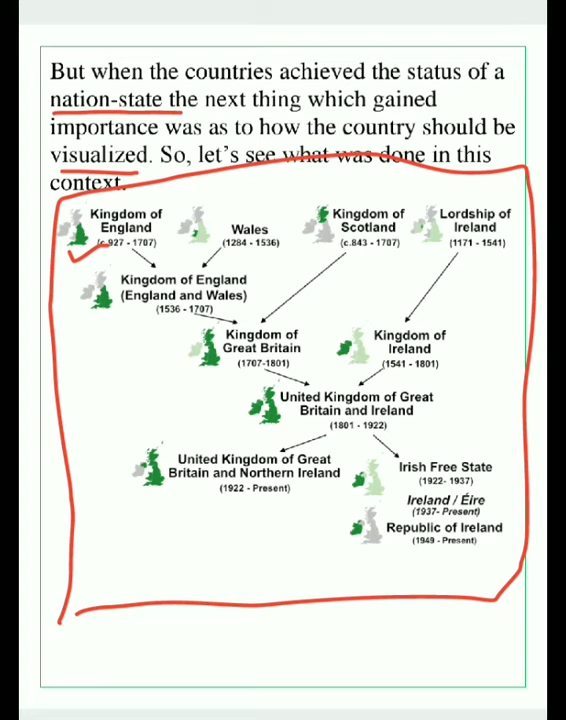 But when the countries achieved the status of a
nation-state the next thing which gained
importance was as to how the country should be
visualized. So, let's see what was done in this
context.
Kingdom of
England
(c.927 - 1707)
Wales
(1284 - 1536)
Kingdom of
Scotland
(c.843 - 1707)
Lordship of
Ireland
(1171 - 1541)
Kingdom of England
(England and Wales)
(1536 - 1707)
Kingdom of
Great Britain
(1707-1801)
Kingdom of
Ireland
(1541 - 1801)
United Kingdom of Great
Britain and Ireland
(1801 - 1922)
United Kingdom of Great
Britain and Northern Ireland
(1922 - Present)
Irish Free State
(1922- 1937)
Ireland / Éire
(1937- Present)
Republic of Ireland
(1949 - Present)